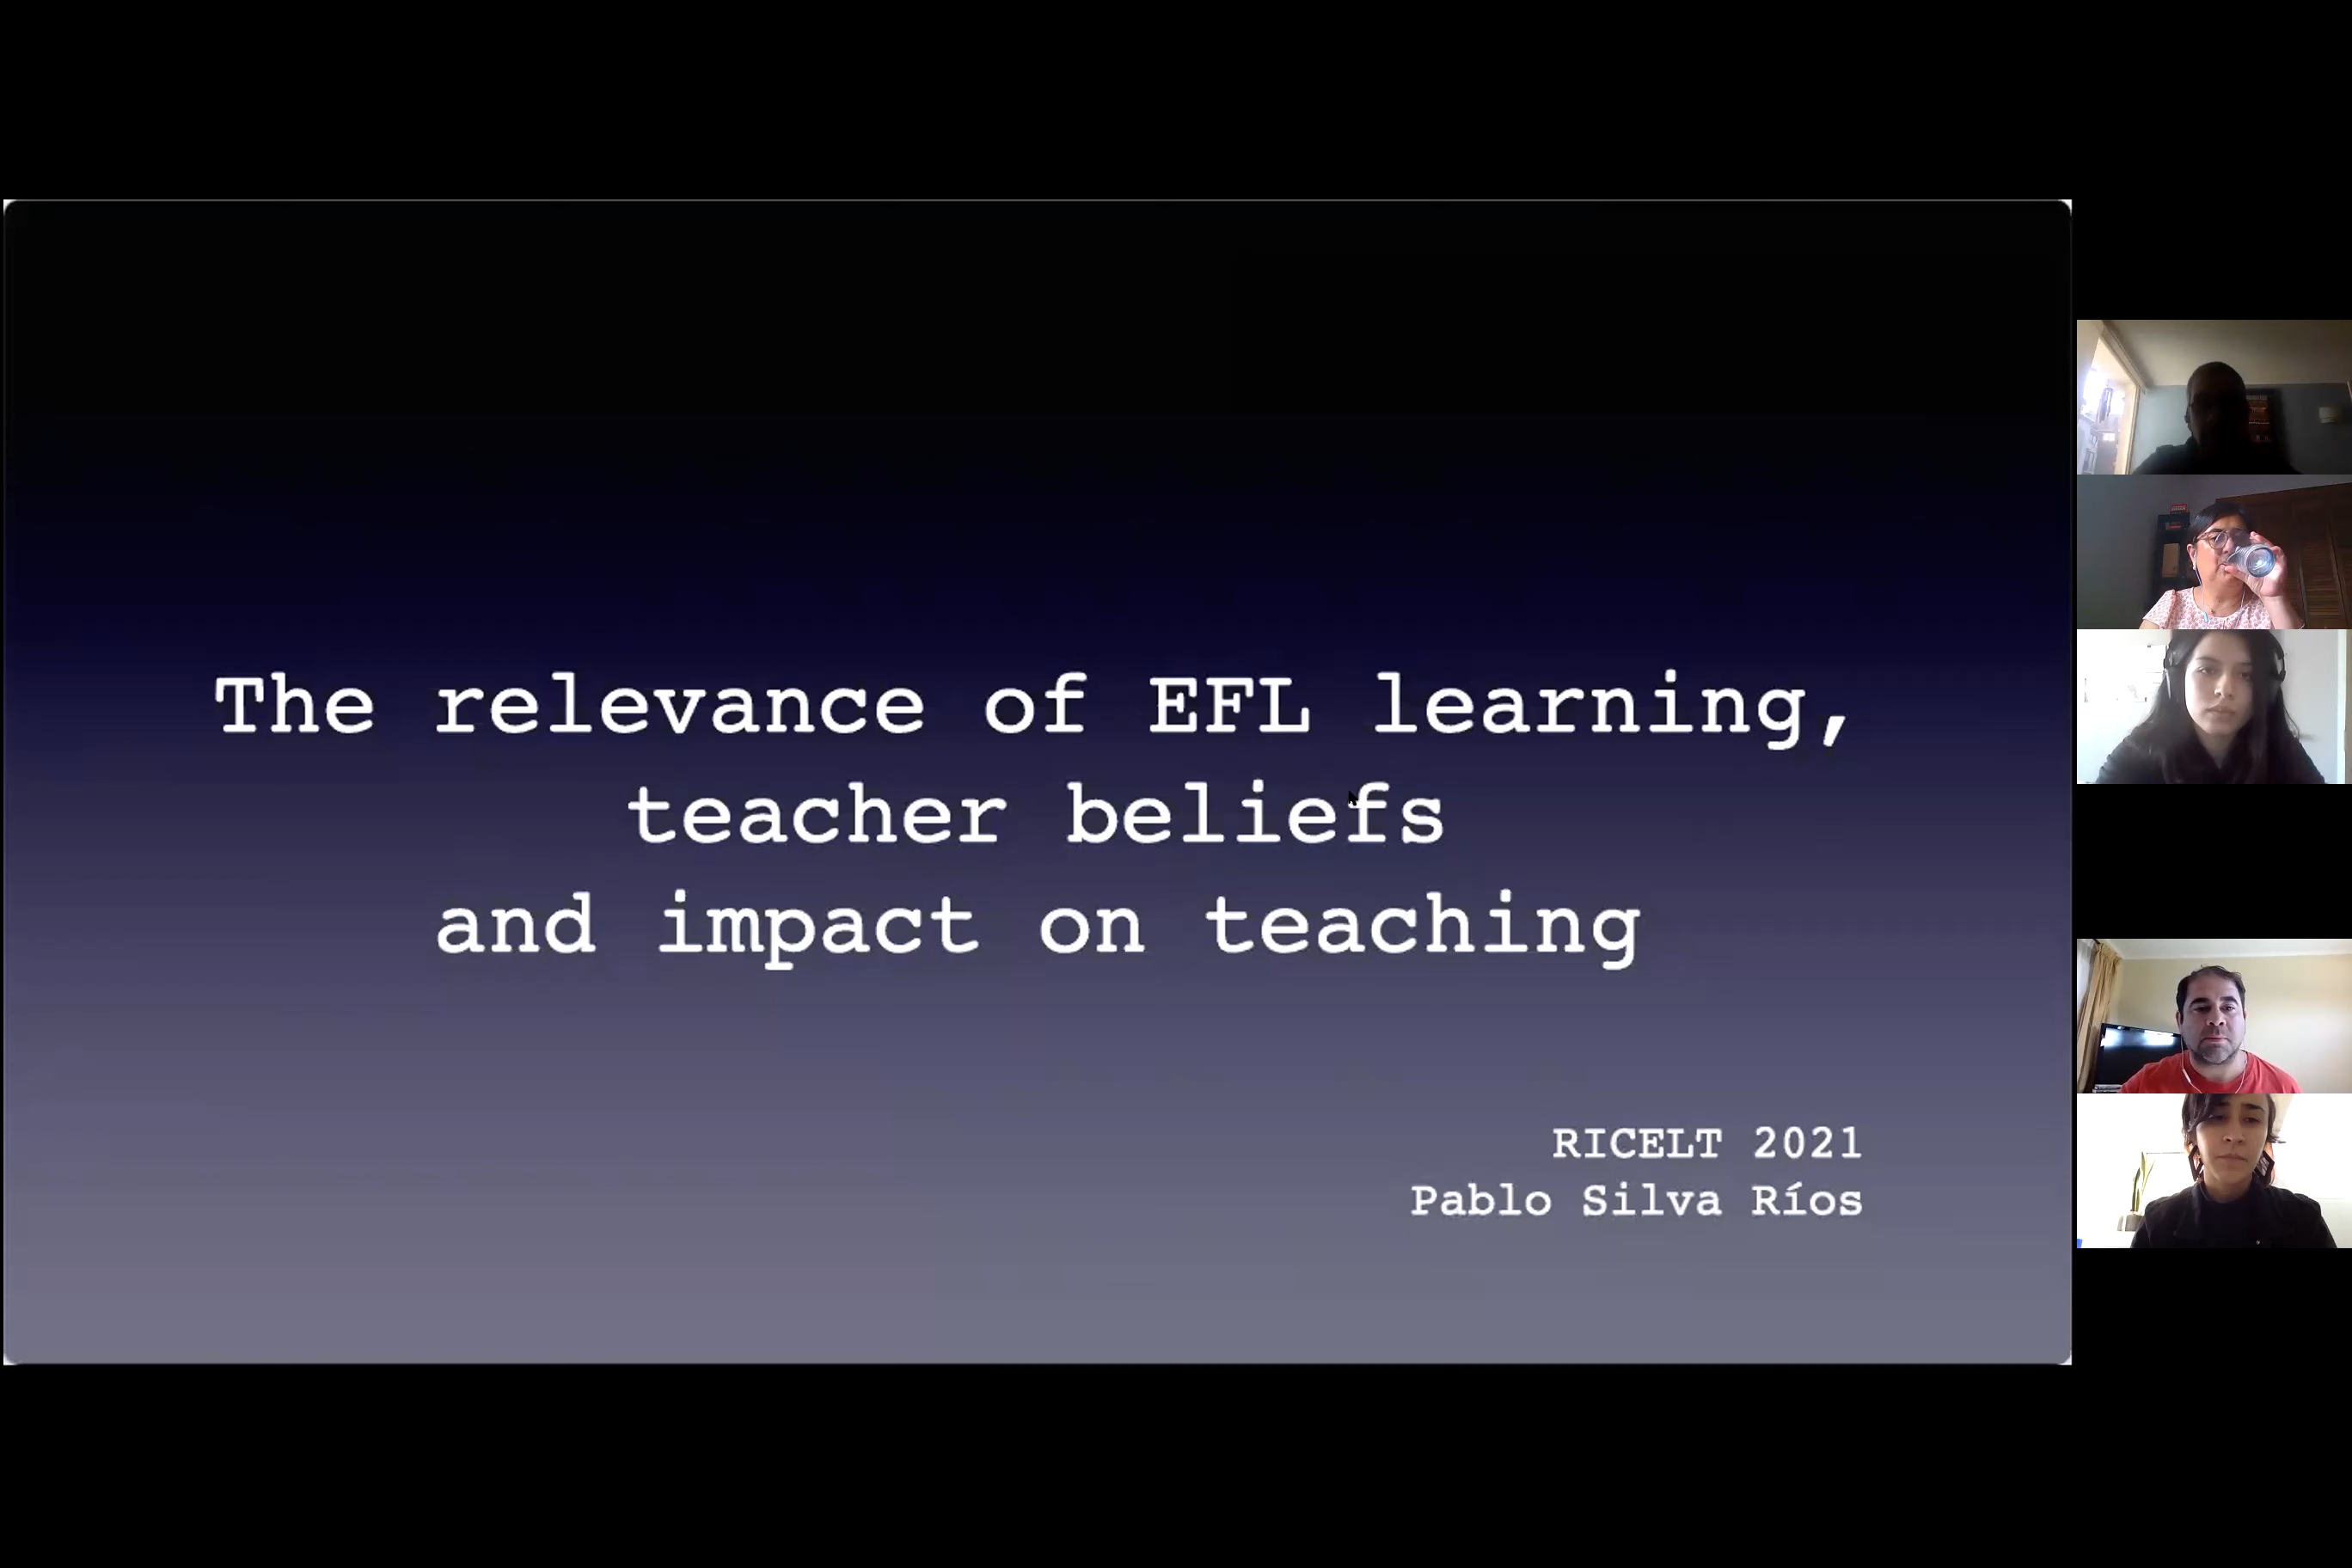 The relevance of EFL learning,
teacher beliefs
and impact on teaching
RICELT 2021
Pablo Silva Ríos